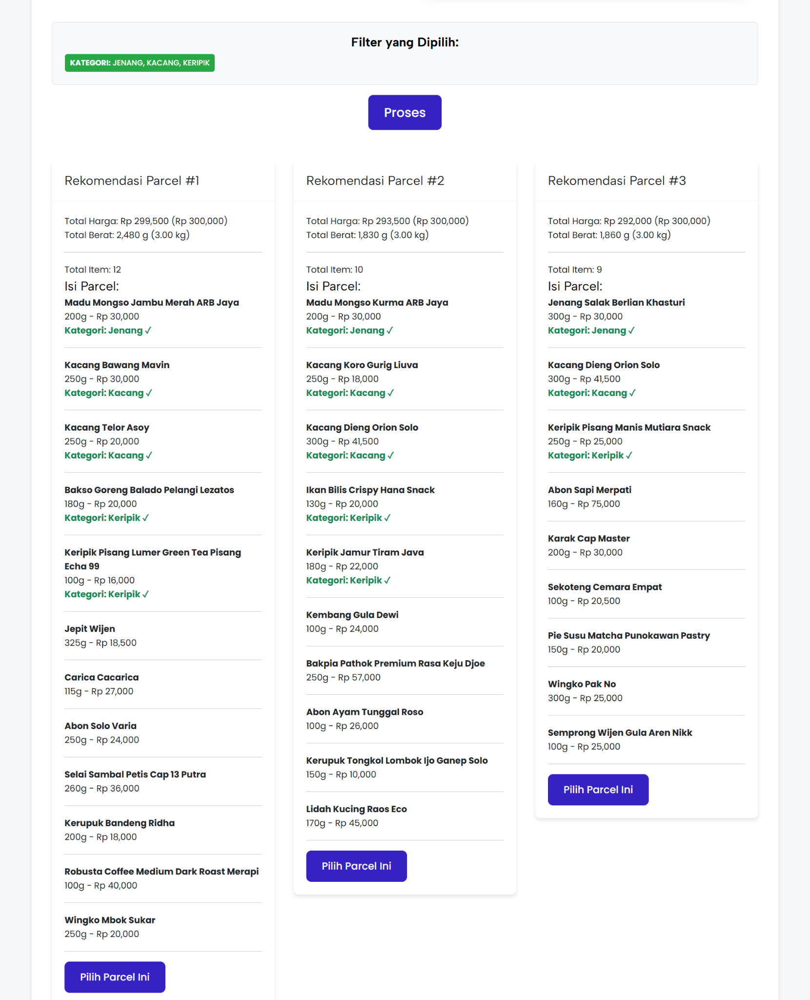 Filter yang Dipilih:
KATEGORI: JENANG, KACANG, KERIPIK
Proses
Rekomendasi Parcel #1
Total Harga: Rp 299,500 (Rp 300,000)
Total Berat: 2,480 g (3.00 kg)
Total Item: 12
Isi Parcel:
Madu Mongso Jambu Merah ARB Jaya
200g - Rp 30,000
Kategori: Jenang ✓
Kacang Bawang Mavin
250g - Rp 30,000
Kategori: Kacang ✓
Kacang Telor Asoy
250g - Rp 20,000
Kategori: Kacang ✓
Bakso Goreng Balado Pelangi Lezatos
180g - Rp 20,000
Kategori: Keripik ✓
Keripik Pisang Lumer Green Tea Pisang
Echa 99
100g - Rp 16,000
Kategori: Keripik ✓
Jepit Wijen
325g - Rp 18,500
Carica Cacarica
115g - Rp 27,000
Abon Solo Varia
250g - Rp 24,000
Selai Sambal Petis Cap 13 Putra
260g - Rp 36,000
Kerupuk Bandeng Ridha
200g - Rp 18,000
Robusta Coffee Medium Dark Roast Merapi
100g - Rp 40,000
Wingko Mbok Sukar
250g - Rp 20,000
Pilih Parcel Ini
Rekomendasi Parcel #2
Total Harga: Rp 293,500 (Rp 300,000)
Total Berat: 1,830 g (3.00 kg)
Total Item: 10
Isi Parcel:
Madu Mongso Kurma ARB Jaya
200g - Rp 30,000
Kategori: Jenang ✓
Kacang Koro Gurig Liuva
250g - Rp 18,000
Kategori: Kacang ✓
Kacang Dieng Orion Solo
300g - Rp 41,500
Kategori: Kacang ✓
Ikan Bilis Crispy Hana Snack
130g - Rp 20,000
Kategori: Keripik ✓
Keripik Jamur Tiram Java
180g - Rp 22,000
Kategori: Keripik ✓
Kembang Gula Dewi
100g - Rp 24,000
Bakpia Pathok Premium Rasa Keju Djoe
250g - Rp 57,000
Abon Ayam Tunggal Roso
100g - Rp 26,000
Kerupuk Tongkol Lombok Ijo Ganep Solo
150g - Rp 10,000
Lidah Kucing Raos Eco
170g - Rp 45,000
Pilih Parcel Ini
Rekomendasi Parcel #3
Total Harga: Rp 292,000 (Rp 300,000)
Total Berat: 1,860 g (3.00 kg)
Total Item: 9
Isi Parcel:
Jenang Salak Berlian Khasturi
300g - Rp 30,000
Kategori: Jenang ✓
Kacang Dieng Orion Solo
300g - Rp 41,500
Kategori: Kacang ✓
Keripik Pisang Manis Mutiara Snack
250g - Rp 25,000
Kategori: Keripik ✓
Abon Sapi Merpati
160g - Rp 75,000
Karak Cap Master
200g - Rp 30,000
Sekoteng Cemara Empat
100g - Rp 20,500
Pie Susu Matcha Punokawan Pastry
150g - Rp 20,000
Wingko Pak No
300g - Rp 25,000
Semprong Wijen Gula Aren Nikk
100g - Rp 25,000
Pilih Parcel Ini